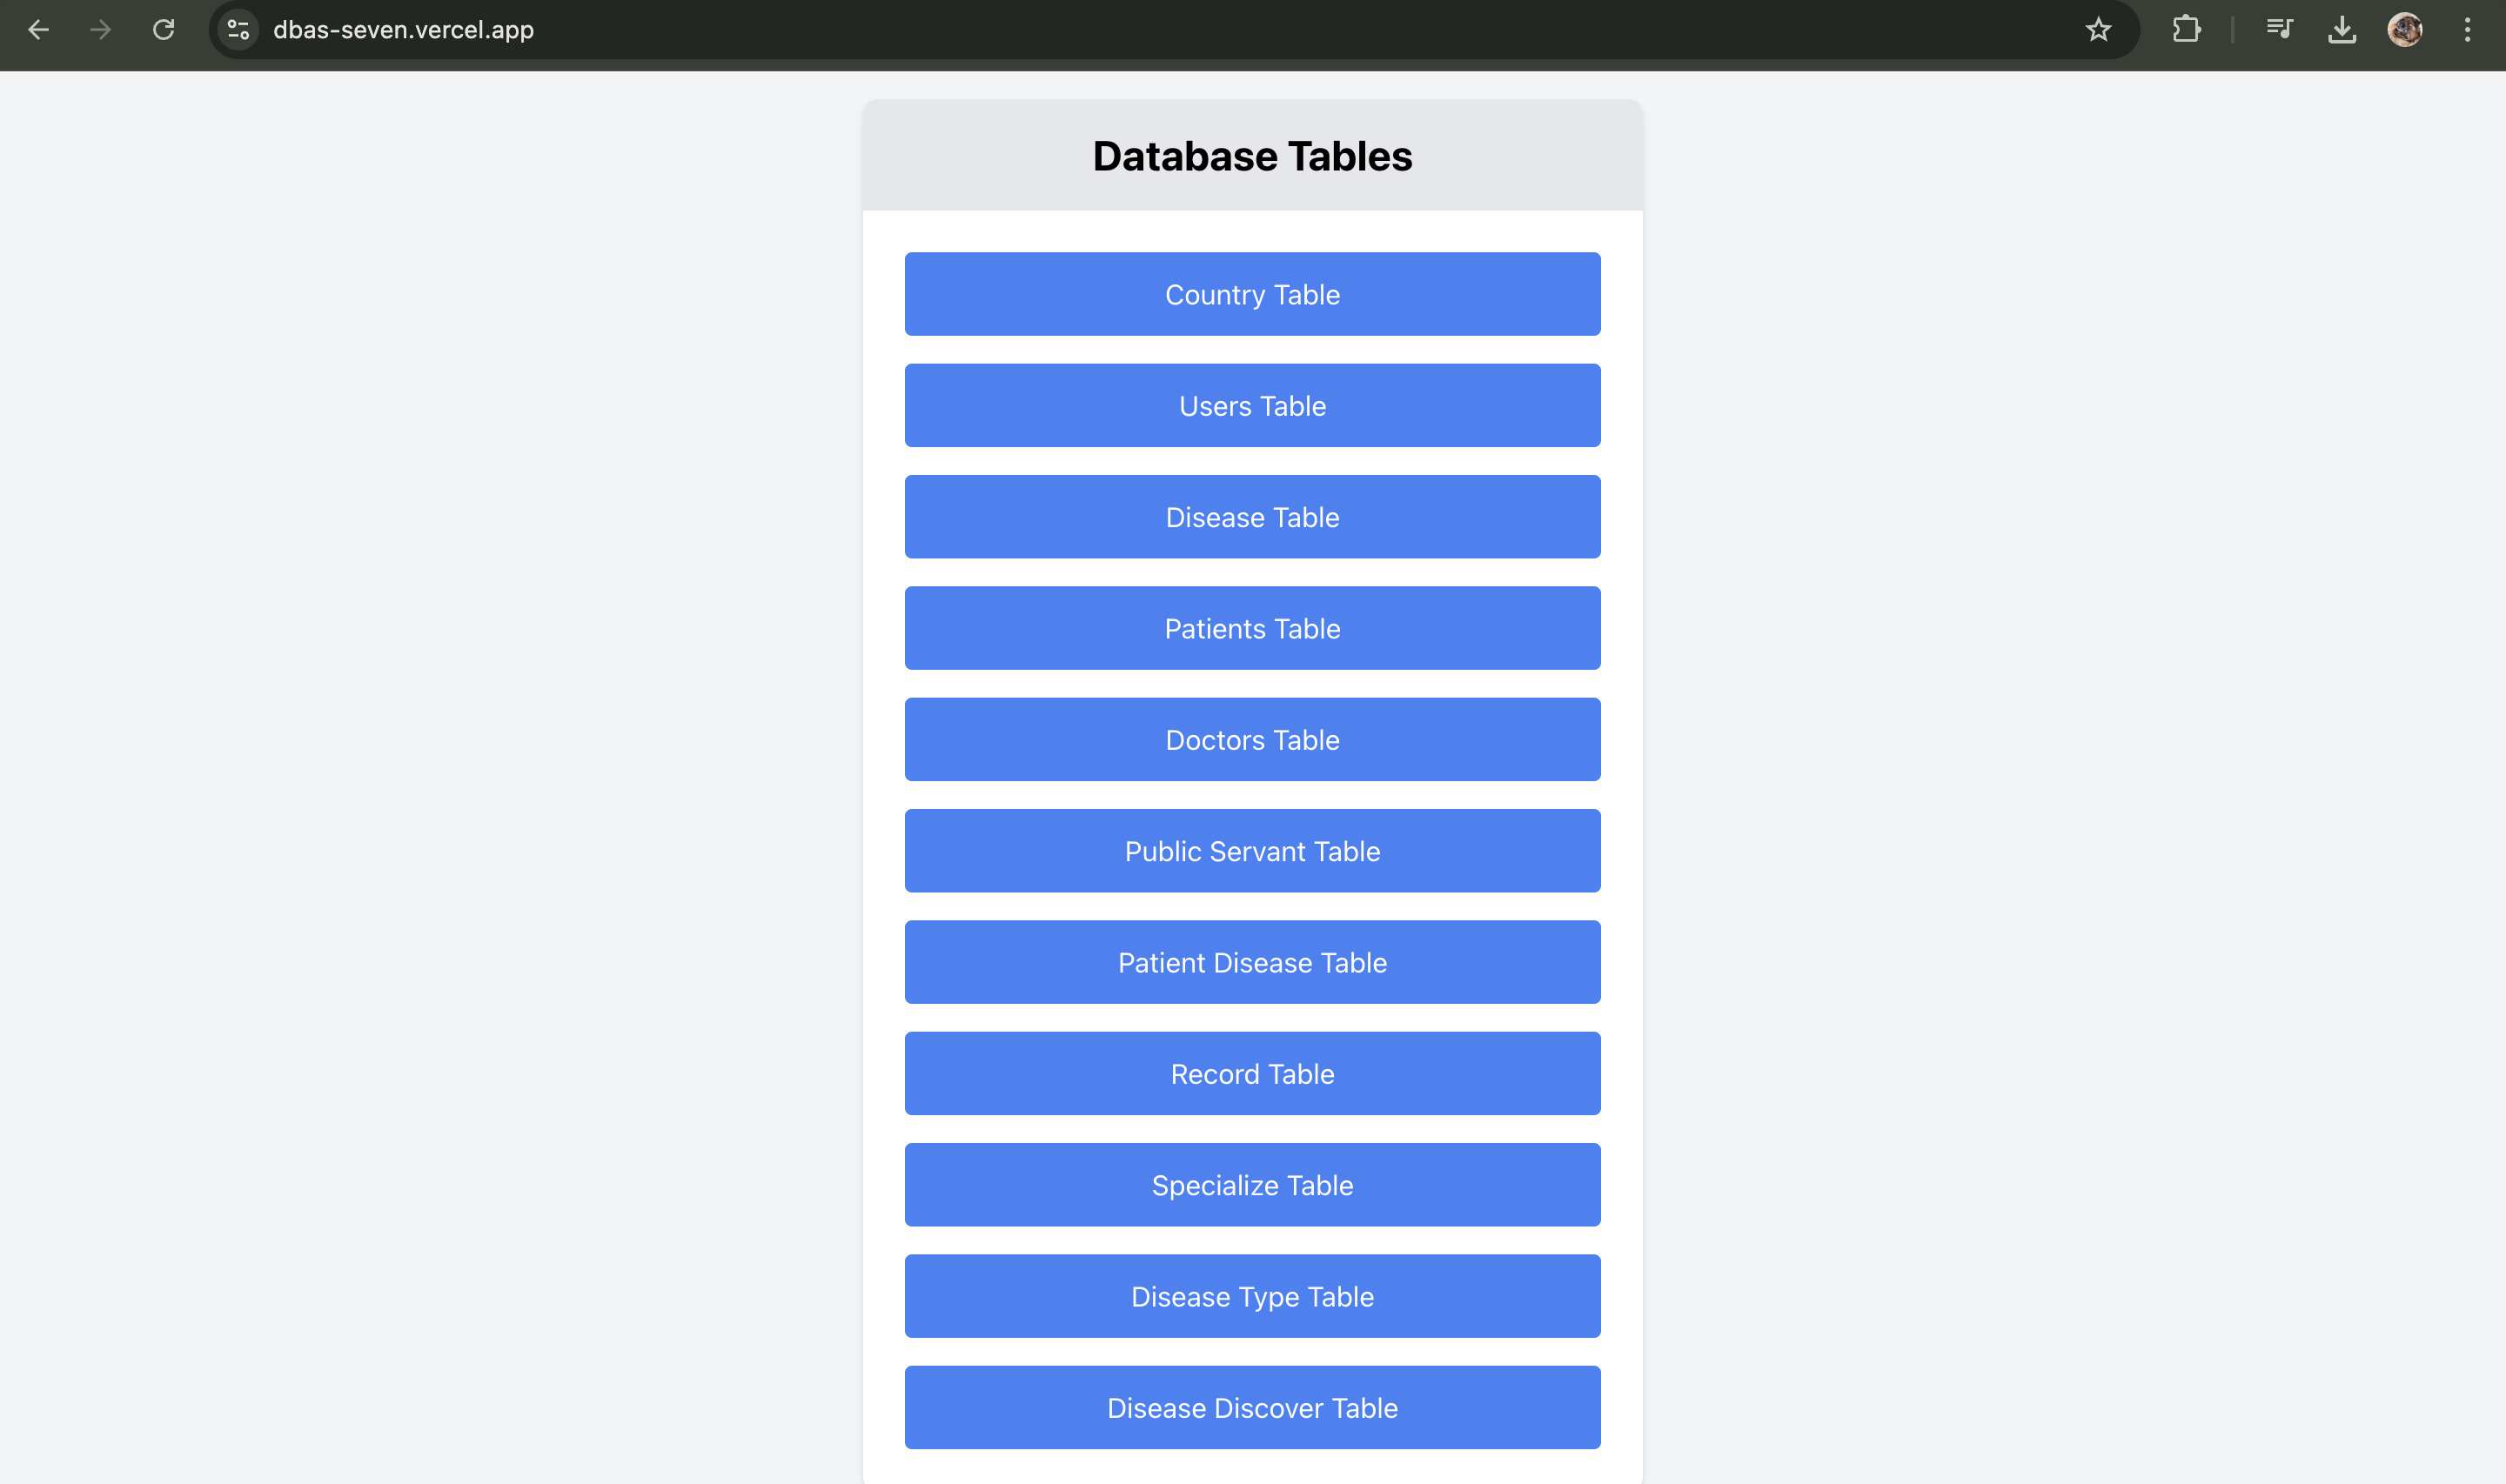 dbas-seven.vercel.app
Database Tables
Country Table
Users Table
Disease Table
Patients Table
Doctors Table
Public Servant Table
Patient Disease Table
Record Table
Specialize Table
Disease Type Table
Disease Discover Table